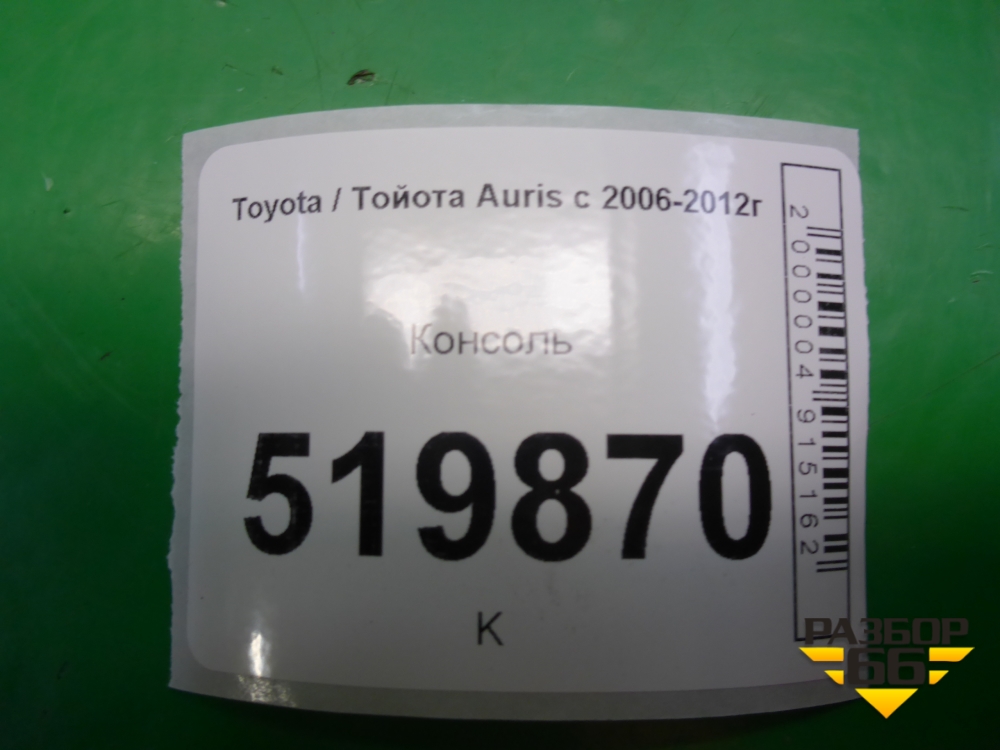 Toyota / Тойота Auris с 2006-2012г
Консоль
519870
К
2000004915162
РАЗБОР
66